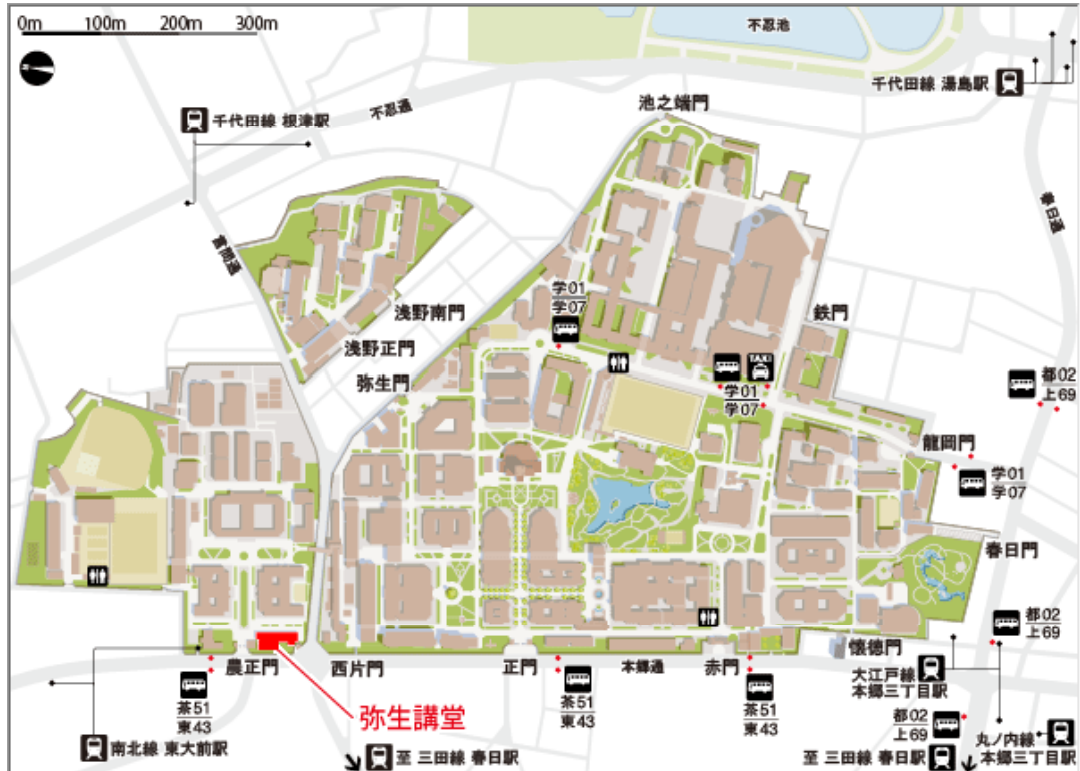 0m 100m 200m 300m
不忍池
千代田線 湯島駅
池之端門
千代田線 根津駅
不忍通
春日通
言問通
学01
学07
浅野南門
鉄門
浅野正門
弥生門
TAXI
学01
学07
都02
上69
龍岡門
学01
学07
春日門
都02
上69
農正門
西片門
正門
本郷通
赤門
懐徳門
大江戸線
本郷三丁目駅
茶51
東43
茶51
東43
茶51
東43
弥生講堂
都02
上69
南北線 東大前駅
至 三田線 春日駅
至 三田線 春日駅
丸ノ内線
本郷三丁目駅